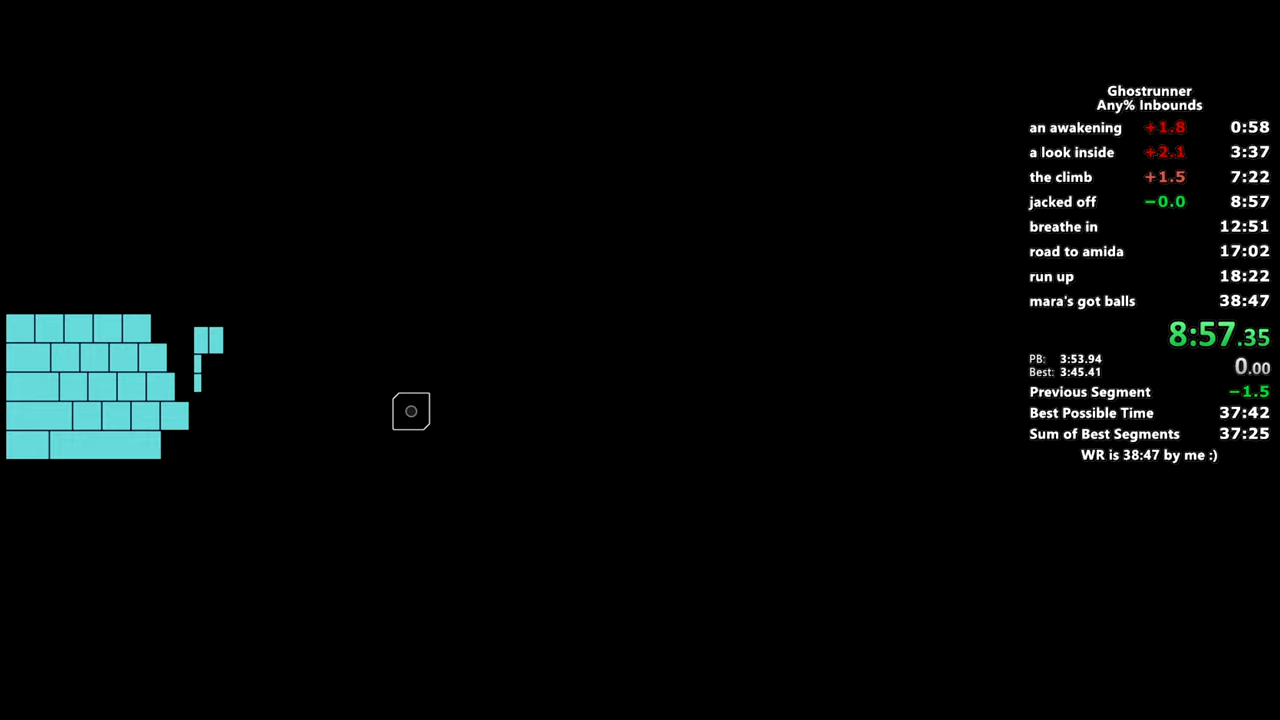 Ghostrunner
Any% Inbounds
an awakening +1.8 0:58
a look inside +2.1 3:37
the climb +1.5 7:22
jacked off −0.0 8:57
breathe in 12:51
road to amida 17:02
run up 18:22
mara's got balls 38:47
8:57.35
PB: 3:53.94
Best: 3:45.41
0.00
Previous Segment −1.5
Best Possible Time 37:42
Sum of Best Segments 37:25
WR is 38:47 by me :)